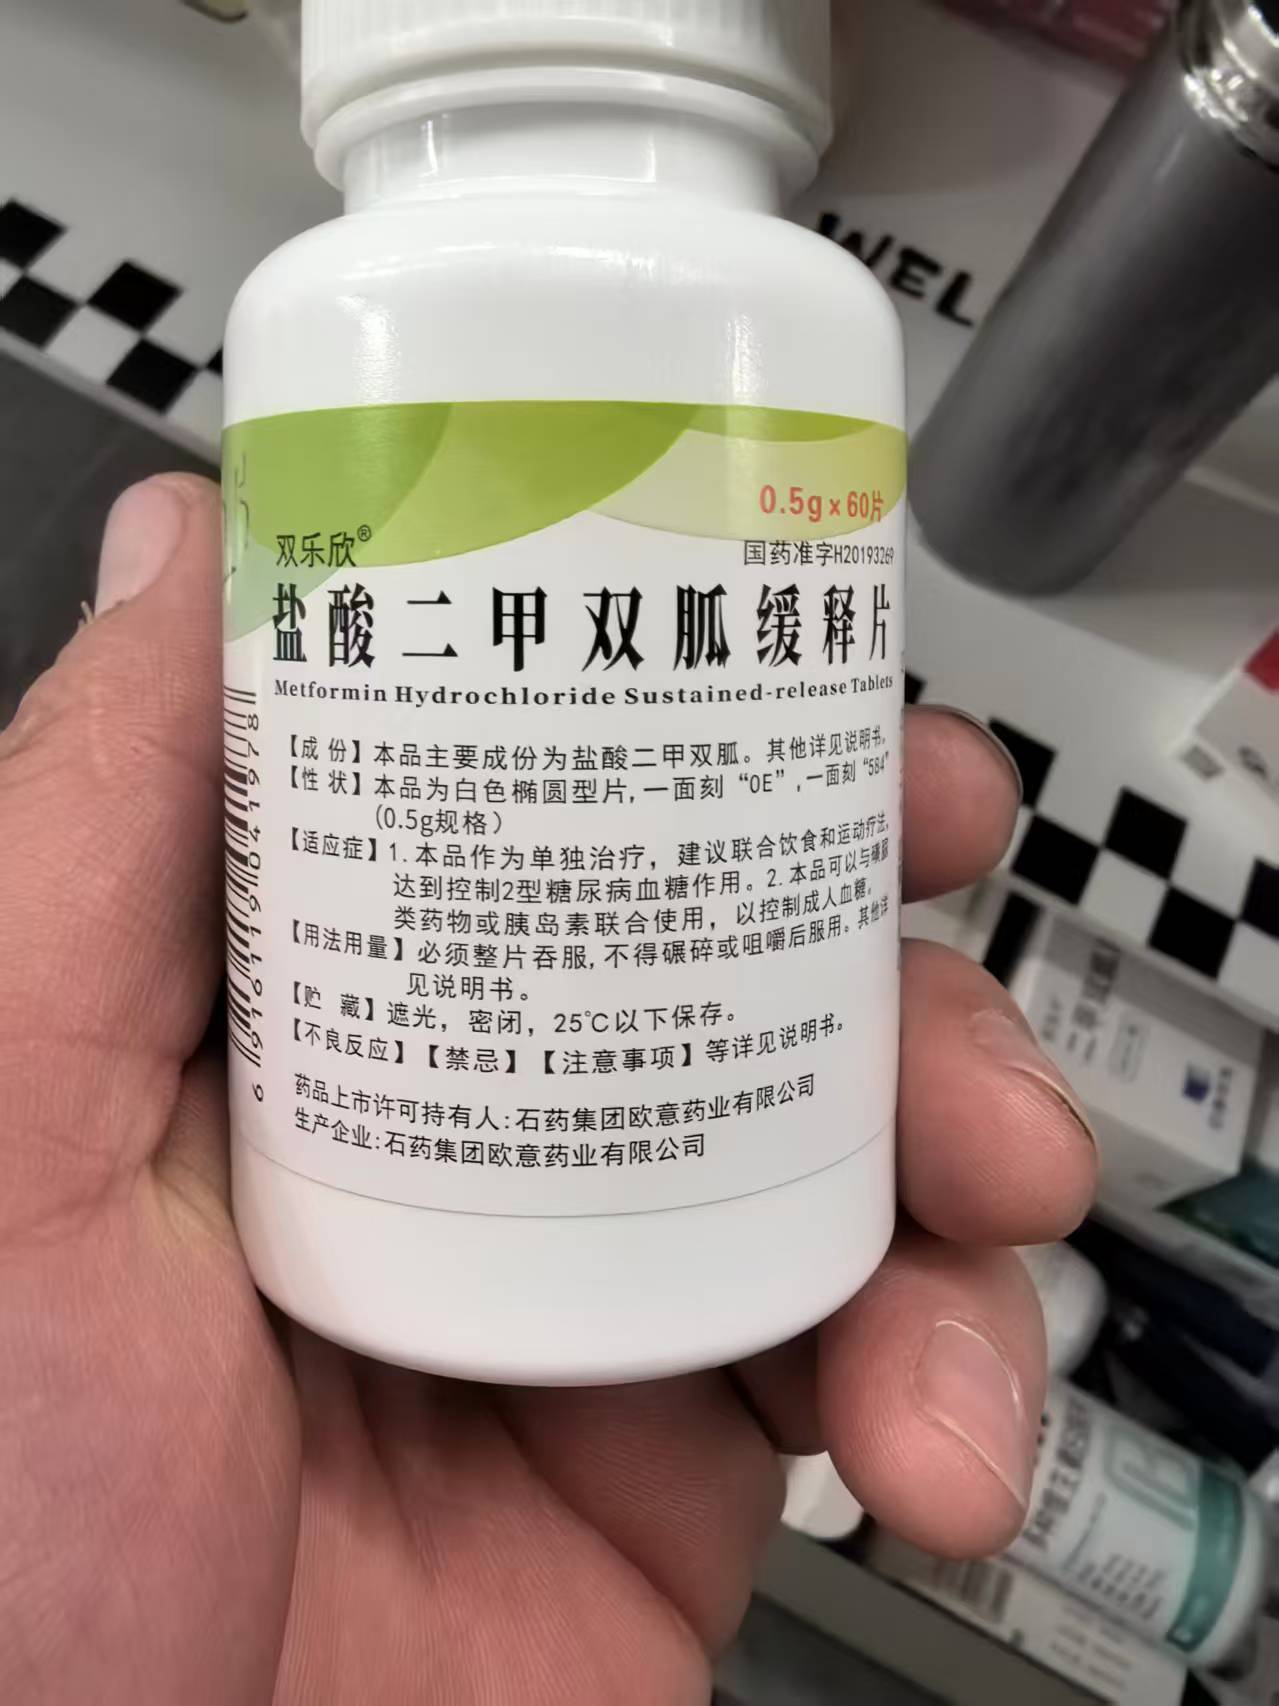 WEL
0.5g×60片
双乐欣®
国药准字H20193269
盐酸二甲双胍缓释片
Metformin Hydrochloride Sustained-release Tablets
【成 份】本品主要成份为盐酸二甲双胍。其他详见说明书。
【性 状】本品为白色椭圆型片,一面刻“OE”,一面刻“584”
(0.5g规格)
【适应症】1.本品作为单独治疗，建议联合饮食和运动疗法,
达到控制2型糖尿病血糖作用。2.本品可以与磺脲
类药物或胰岛素联合使用，以控制成人血糖。
【用法用量】必须整片吞服,不得碾碎或咀嚼后服用。其他详
见说明书。
【贮 藏】遮光，密闭，25℃以下保存。
【不良反应】【禁忌】【注意事项】等详见说明书。
药品上市许可持有人:石药集团欧意药业有限公司
生产企业:石药集团欧意药业有限公司